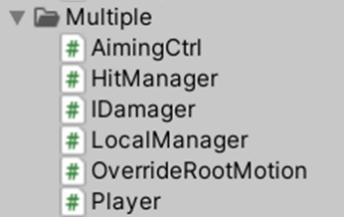 Multiple
# AimingCtrl
# HitManager
# IDamager
# LocalManager
# OverrideRootMotion
# Player